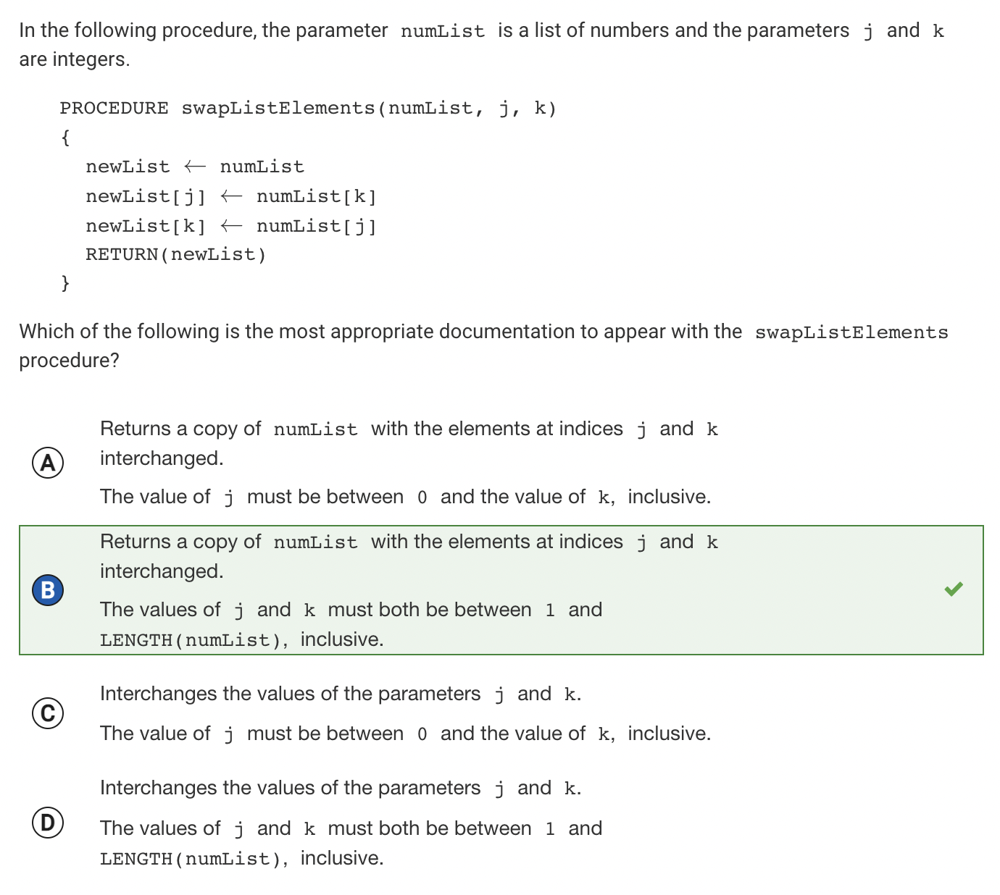 In the following procedure, the parameter numList is a list of numbers and the parameters j and k
are integers.
PROCEDURE swapListElements(numList, j, k)
{
newList ← numList
newList[j] ← numList[k]
newList[k] ← numList[j]
RETURN(newList)
}
Which of the following is the most appropriate documentation to appear with the swapListElements
procedure?
Returns a copy of numList with the elements at indices j and k
A interchanged.
The value of j must be between 0 and the value of k, inclusive.
Returns a copy of numList with the elements at indices j and k
interchanged.
B
The values of j and k must both be between 1 and
LENGTH(numList), inclusive.
Interchanges the values of the parameters j and k.
C
The value of j must be between 0 and the value of k, inclusive.
Interchanges the values of the parameters j and k.
D
The values of j and k must both be between 1 and
LENGTH(numList), inclusive.